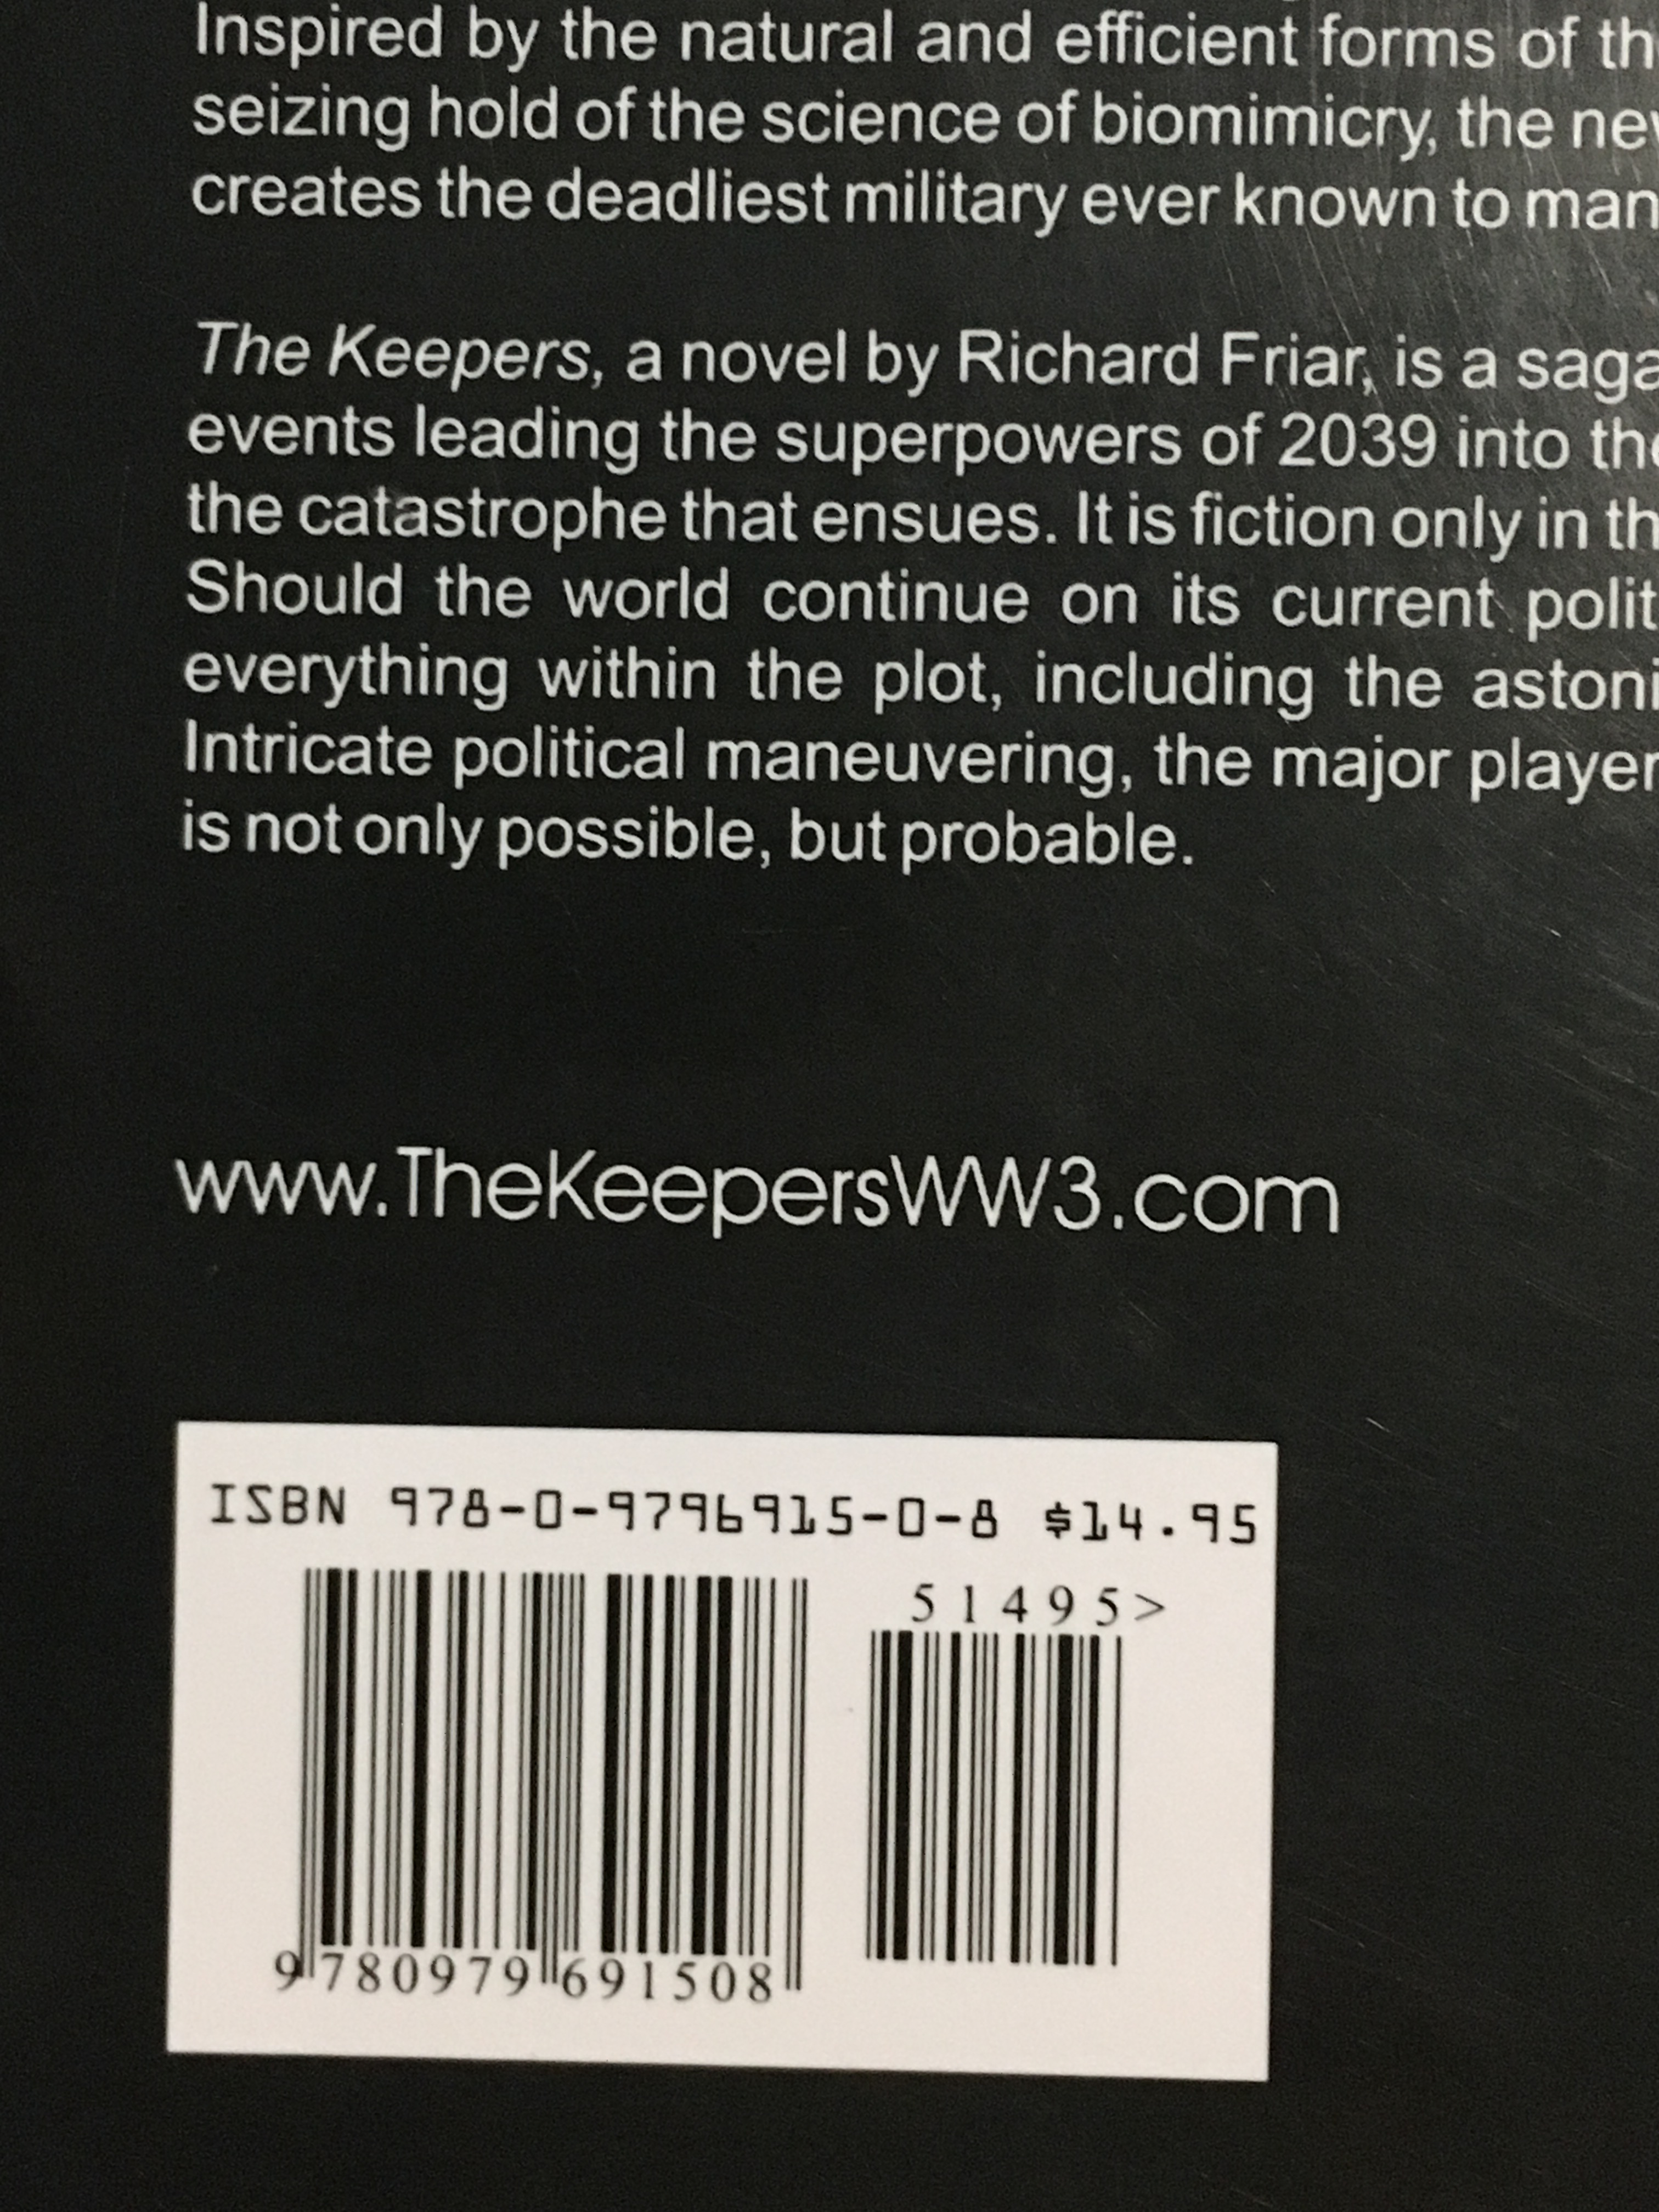 Inspired by the natural and efficient forms of th
seizing hold of the science of biomimicry, the nev
creates the deadliest military ever known to man
The Keepers, a novel by Richard Friar, is a saga
events leading the superpowers of 2039 into the
the catastrophe that ensues. It is fiction only in th
Should the world continue on its current polit
everything within the plot, including the astoni
Intricate political maneuvering, the major player
is not only possible, but probable.
www.TheKeepersWW3.com
ISBN 978-0-9796915-0-8 $14.95
51495>
9780979691508